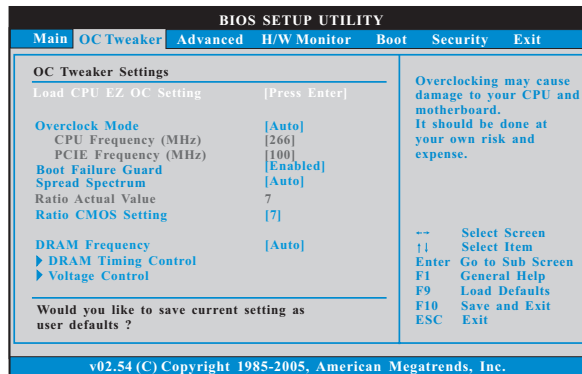 BIOS SETUP UTILITY
Main OC Tweaker Advanced H/W Monitor Boot Security Exit
OC Tweaker Settings
Load CPU EZ OC Setting [Press Enter]
Overclock Mode [Auto]
CPU Frequency (MHz) [266]
PCIE Frequency (MHz) [100]
Boot Failure Guard [Enabled]
Spread Spectrum [Auto]
Ratio Actual Value 7
Ratio CMOS Setting [7]
DRAM Frequency [Auto]
DRAM Timing Control
Voltage Control
Would you like to save current setting as
user defaults ?
Overclocking may cause
damage to your CPU and
motherboard.
It should be done at
your own risk and
expense.
←→ Select Screen
↑↓ Select Item
Enter Go to Sub Screen
F1 General Help
F9 Load Defaults
F10 Save and Exit
ESC Exit
v02.54 (C) Copyright 1985-2005, American Megatrends, Inc.